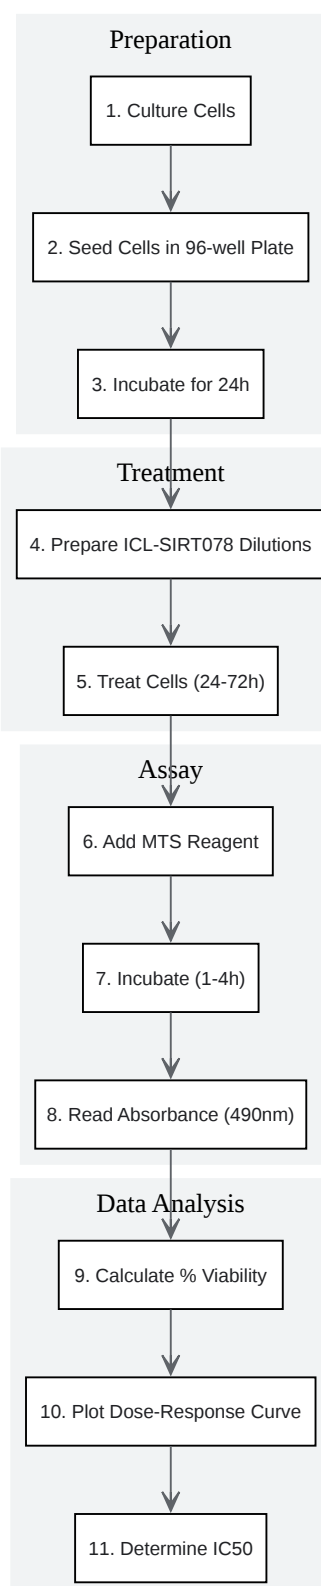 Preparation
1. Culture Cells
2. Seed Cells in 96-well Plate
3. Incubate for 24h
Treatment
4. Prepare ICL-SIRT078 Dilutions
5. Treat Cells (24-72h)
Assay
6. Add MTS Reagent
7. Incubate (1-4h)
8. Read Absorbance (490nm)
Data Analysis
9. Calculate % Viability
10. Plot Dose-Response Curve
11. Determine IC50